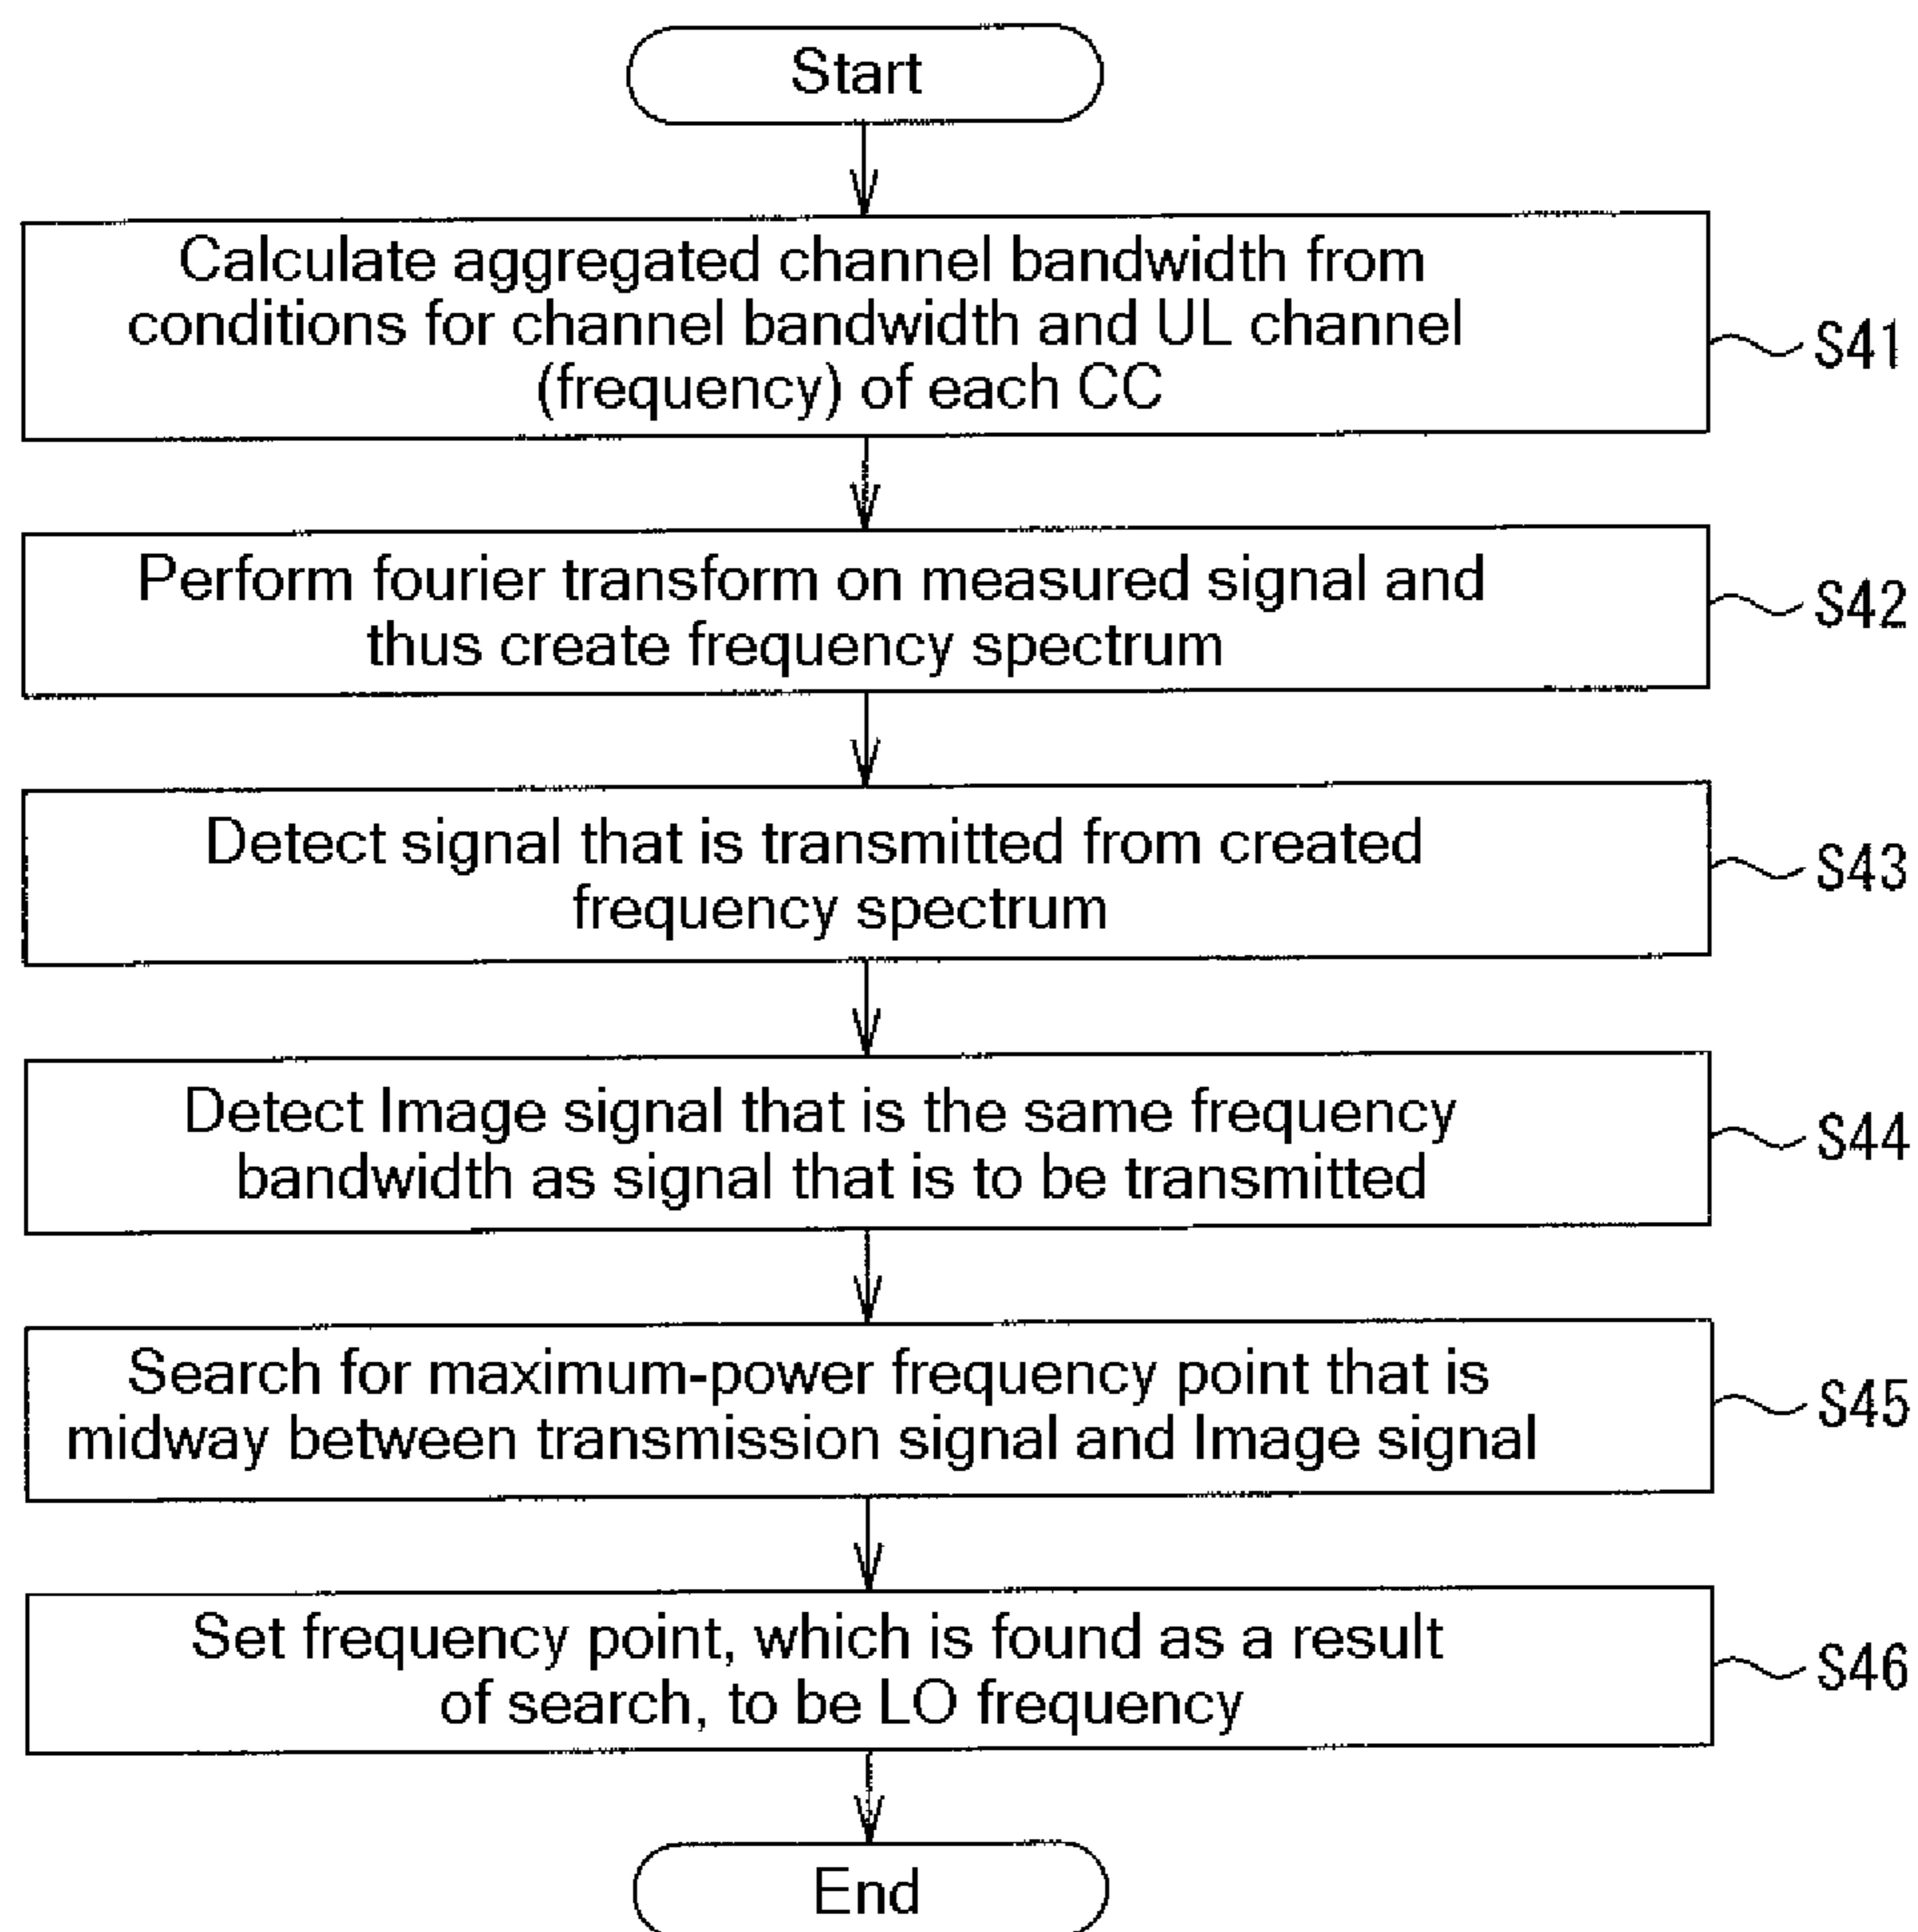 Start
Calculate aggregated channel bandwidth from
conditions for channel bandwidth and UL channel
(frequency) of each CC
S41
Perform fourier transform on measured signal and
thus create frequency spectrum
S42
Detect signal that is transmitted from created
frequency spectrum
S43
Detect Image signal that is the same frequency
bandwidth as signal that is to be transmitted
S44
Search for maximum-power frequency point that is
midway between transmission signal and Image signal
S45
Set frequency point, which is found as a result
of search, to be LO frequency
S46
End